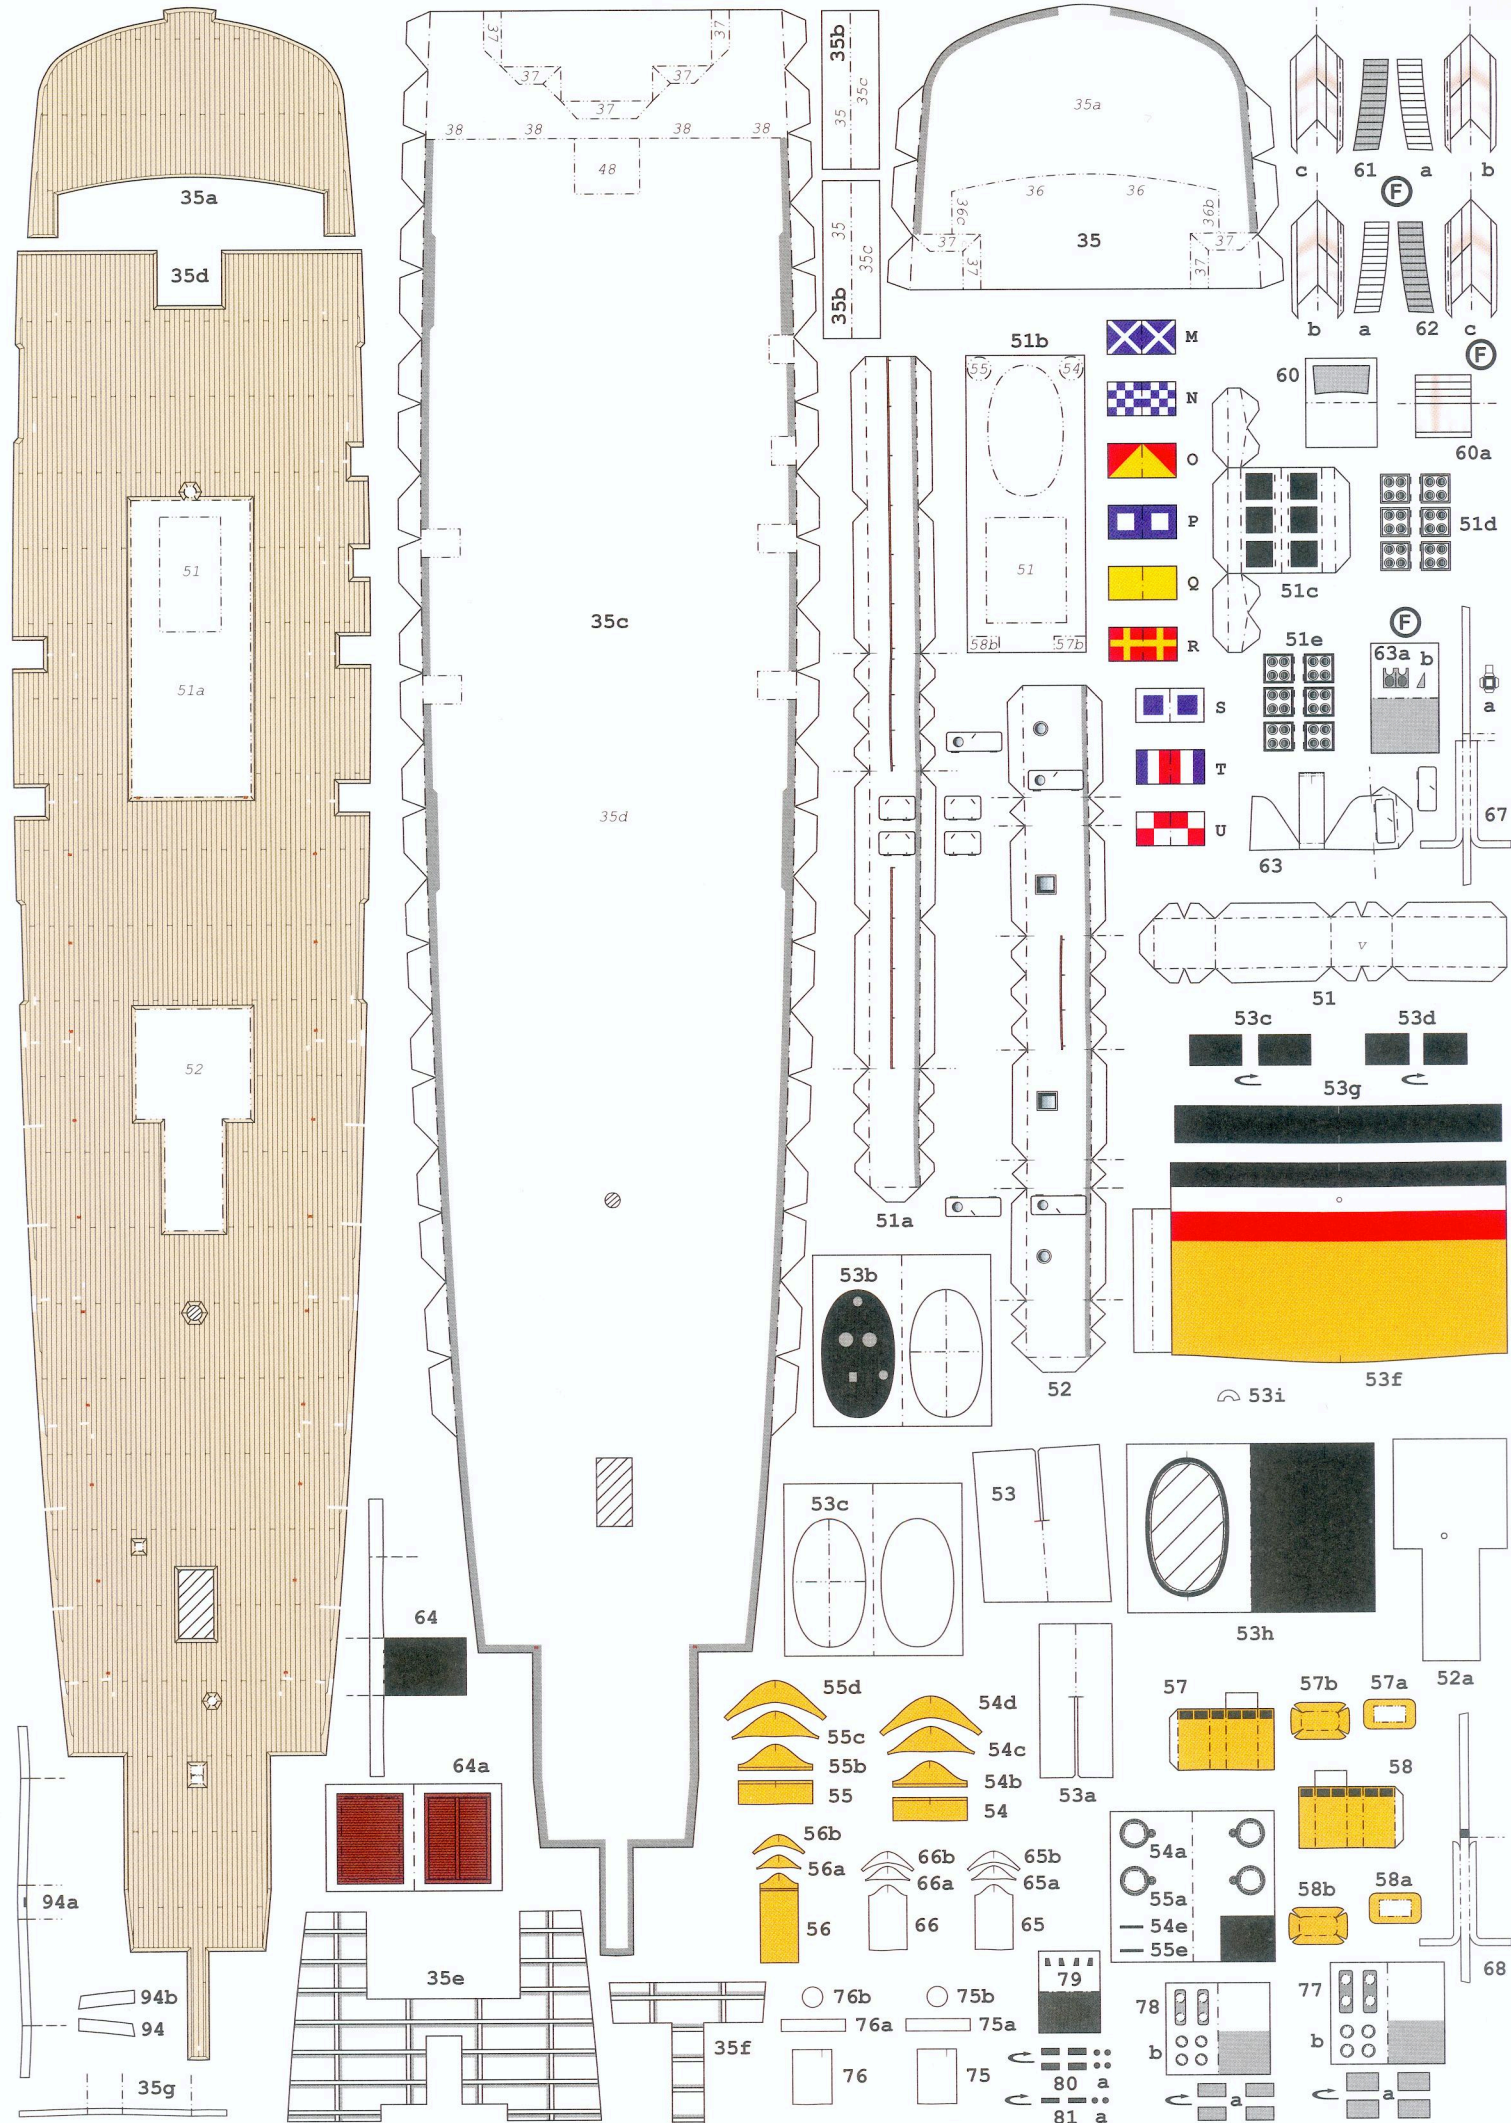 37
37
37
37
37
38
38
38
38
48
35b
35
35c
35b
35
35c
35a
35a
36
36
36c
36b
37
37
37
37
35
c
61
a
b
F
b
a
62
c
F
35d
51b
55
54
51
58b
57b
M
N
O
P
Q
R
S
T
U
60
60a
51c
51d
51e
F
63a
b
a
67
63
51
v
51
51a
35c
35d
52
53c
53d
53g
51a
53b
52
53f
53i
53c
53
53h
52a
64
64a
55d
55c
55b
55
54d
54c
54b
54
53a
57
57b
57a
58
56b
56a
56
66b
66a
66
65b
65a
65
54a
55a
54e
55e
58b
58a
68
94a
94b
94
35g
35e
35f
76b
76a
76
75b
75a
75
79
80
a
81
a
78
b
a
77
b
a